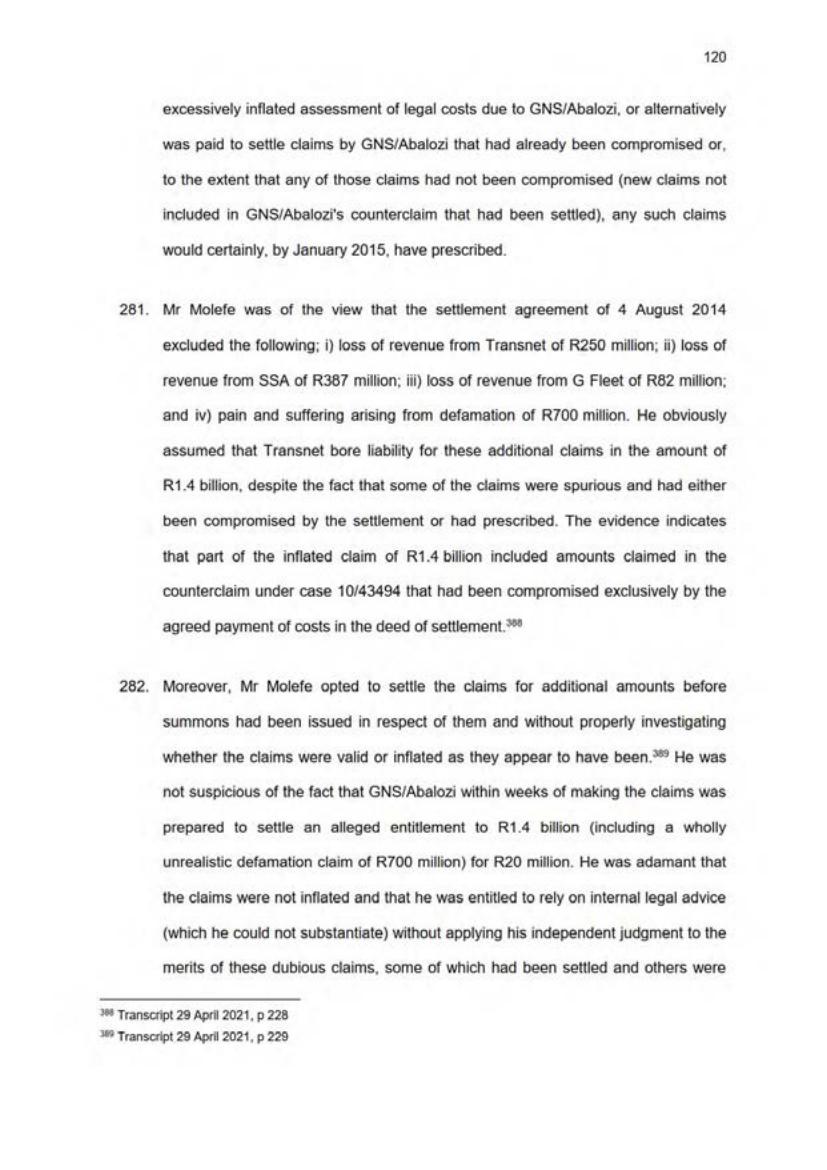 120
excessively inflated assessment of legal costs due to GNS/Abalozi, or alternatively
was paid to settle claims by GNS/Abalozi that had already been compromised or,
to the extent that any of those claims had not been compromised (new claims not
included in GNS/Abalozi's counterclaim that had been settled), any such claims
would certainly, by January 2015, have prescribed.
281. Mr Molefe was of the view that the settlement agreement of 4 August 2014
excluded the following; i) loss of revenue from Transnet of R250 million; ii) loss of
revenue from SSA of R387 million; iii) loss of revenue from G Fleet of R82 million;
and iv) pain and suffering arising from defamation of R700 million. He obviously
assumed that Transnet bore liability for these additional claims in the amount of
R1.4 billion, despite the fact that some of the claims were spurious and had either
been compromised by the settlement or had prescribed. The evidence indicates
that part of the inflated claim of R1.4 billion included amounts claimed in the
counterclaim under case 10/43494 that had been compromised exclusively by the
agreed payment of costs in the deed of settlement.388
282. Moreover, Mr Molefe opted to settle the claims for additional amounts before
summons had been issued in respect of them and without properly investigating
whether the claims were valid or inflated as they appear to have been.389 He was
not suspicious of the fact that GNS/Abalozi within weeks of making the claims was
prepared to settle an alleged entitlement to R1.4 billion (including a wholly
unrealistic defamation claim of R700 million) for R20 million. He was adamant that
the claims were not inflated and that he was entitled to rely on internal legal advice
(which he could not substantiate) without applying his independent judgment to the
merits of these dubious claims, some of which had been settled and others were
388 Transcript 29 April 2021, p 228
389 Transcript 29 April 2021, p 229